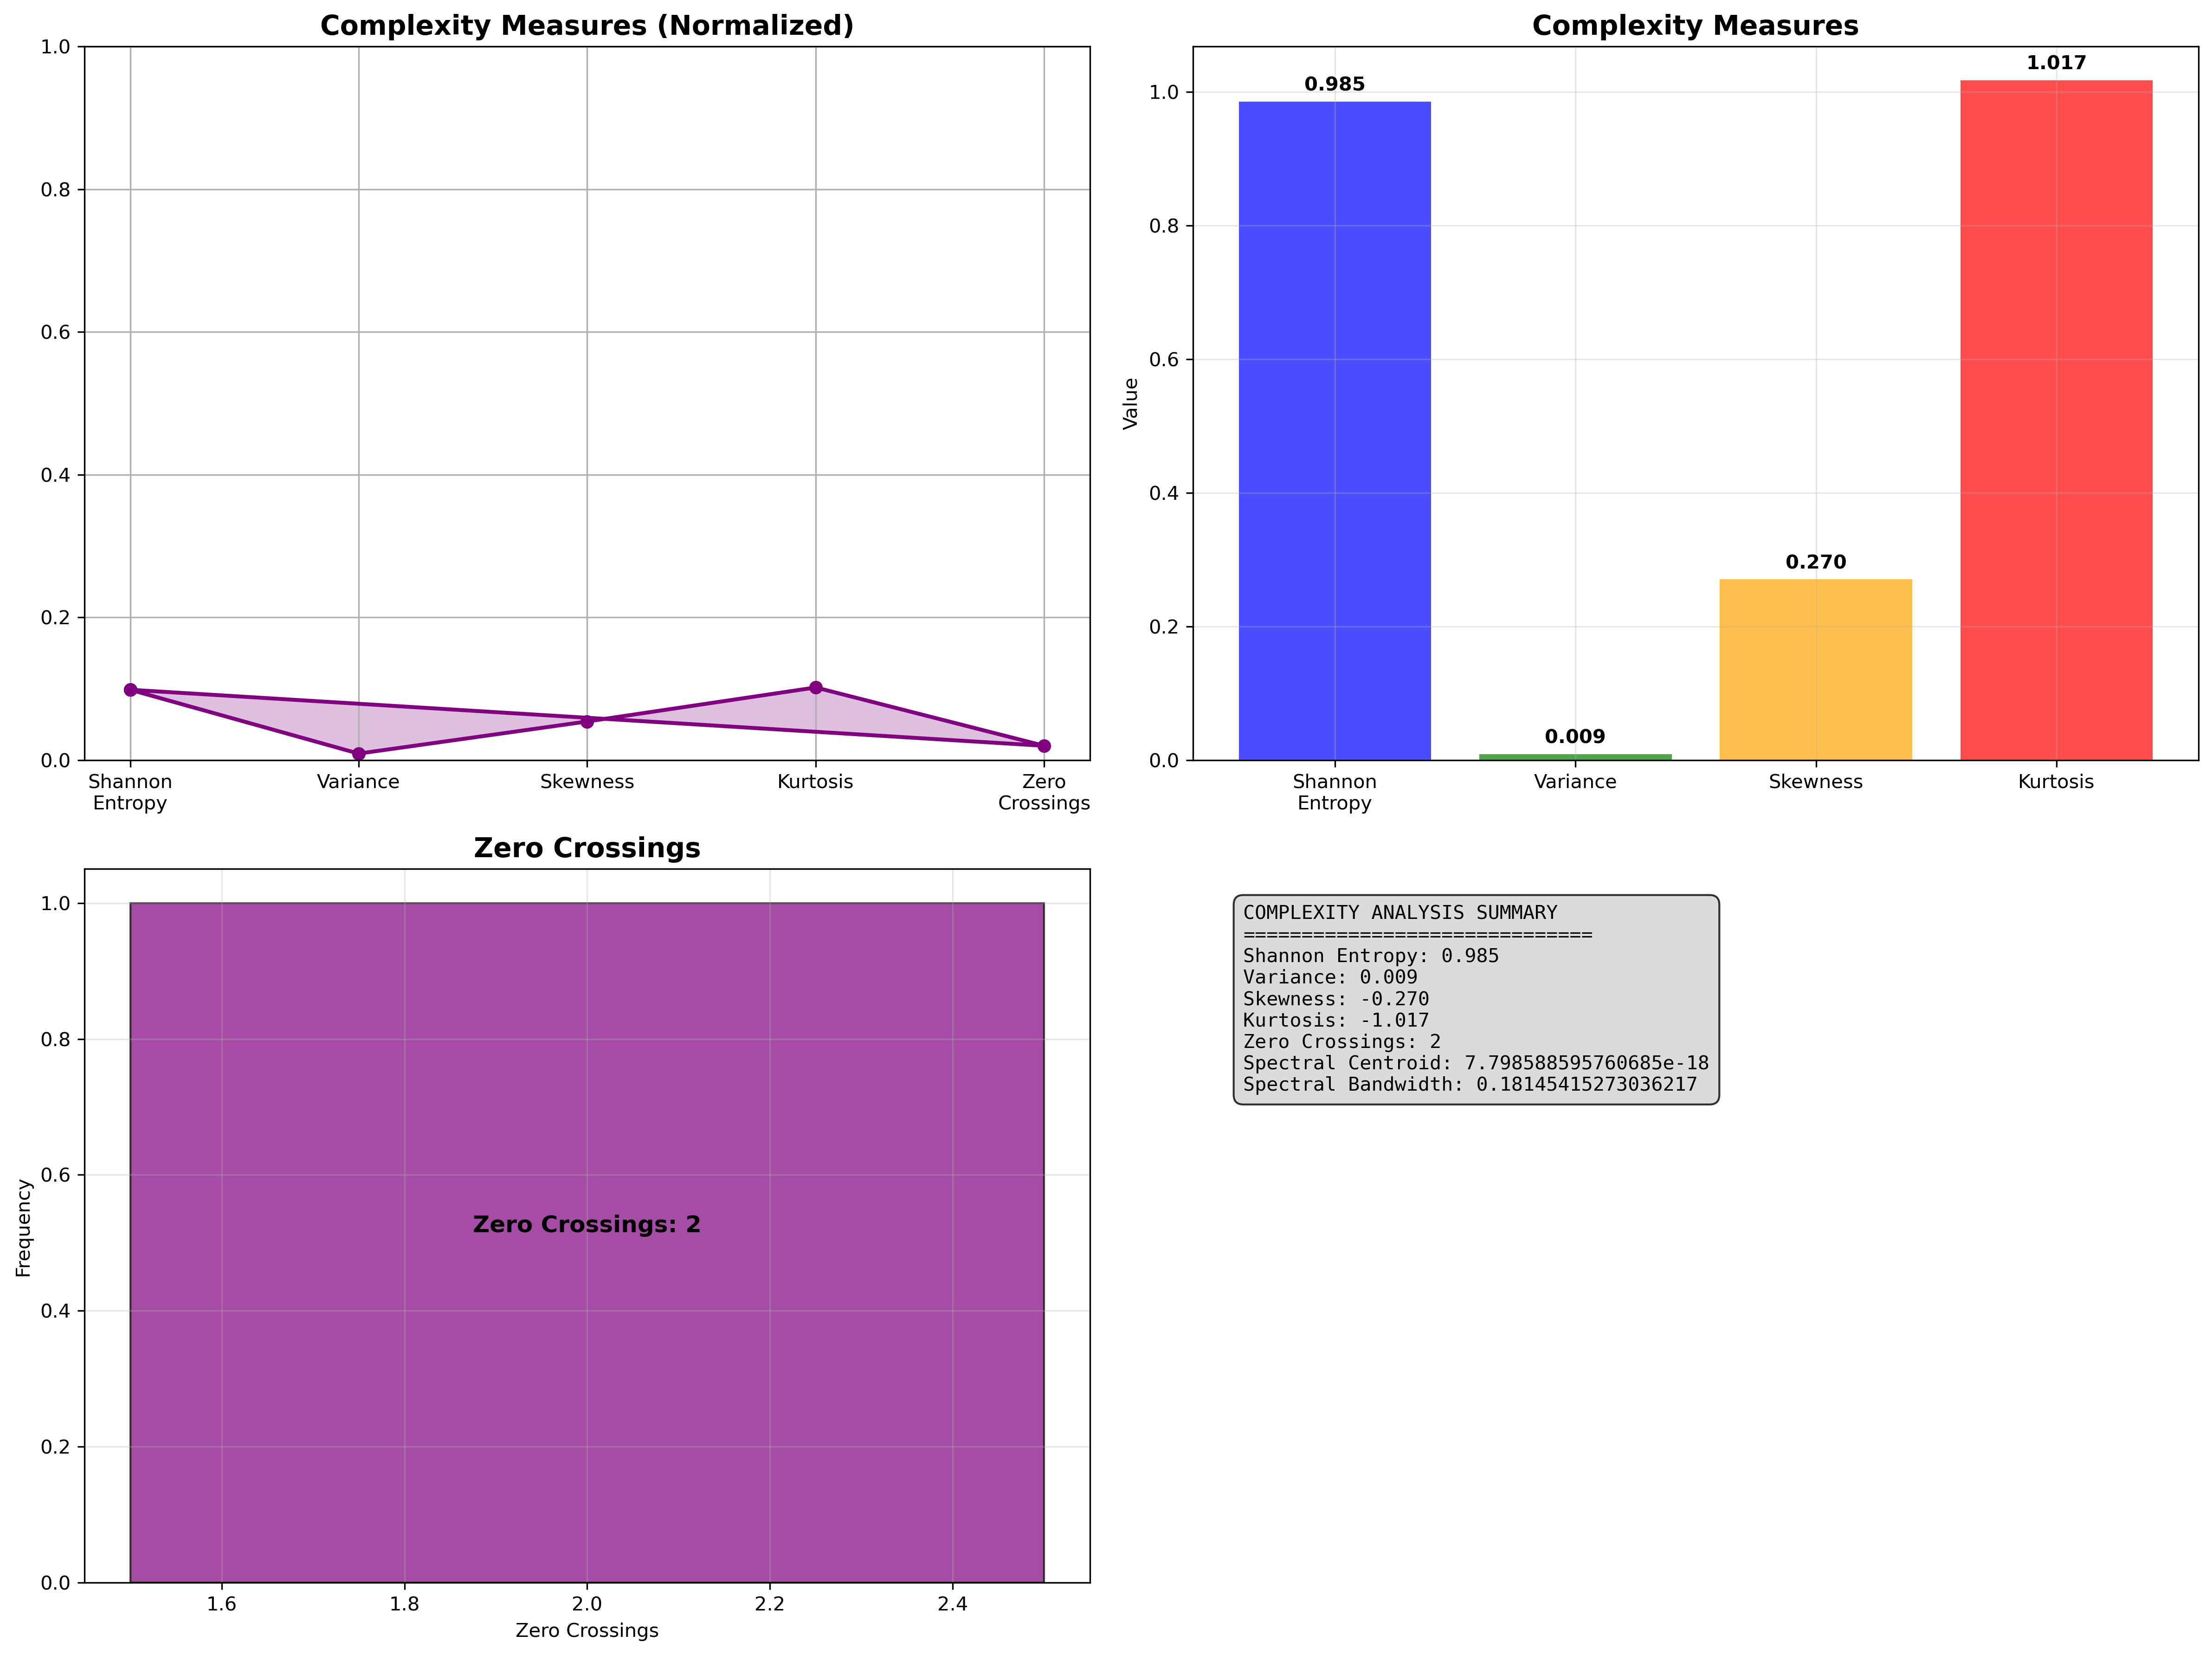 Complexity Measures (Normalized)
1.0
0.8
0.6
0.4
0.2
0.0
Shannon
Entropy
Variance
Skewness
Kurtosis
Zero
Crossings
Complexity Measures
Value
1.0
0.8
0.6
0.4
0.2
0.0
0.985
0.009
0.270
1.017
Shannon
Entropy
Variance
Skewness
Kurtosis
Zero Crossings
Frequency
1.0
0.8
0.6
0.4
0.2
0.0
Zero Crossings: 2
1.6
1.8
2.0
2.2
2.4
Zero Crossings
COMPLEXITY ANALYSIS SUMMARY
==============================
Shannon Entropy: 0.985
Variance: 0.009
Skewness: -0.270
Kurtosis: -1.017
Zero Crossings: 2
Spectral Centroid: 7.798588595760685e-18
Spectral Bandwidth: 0.18145415273036217